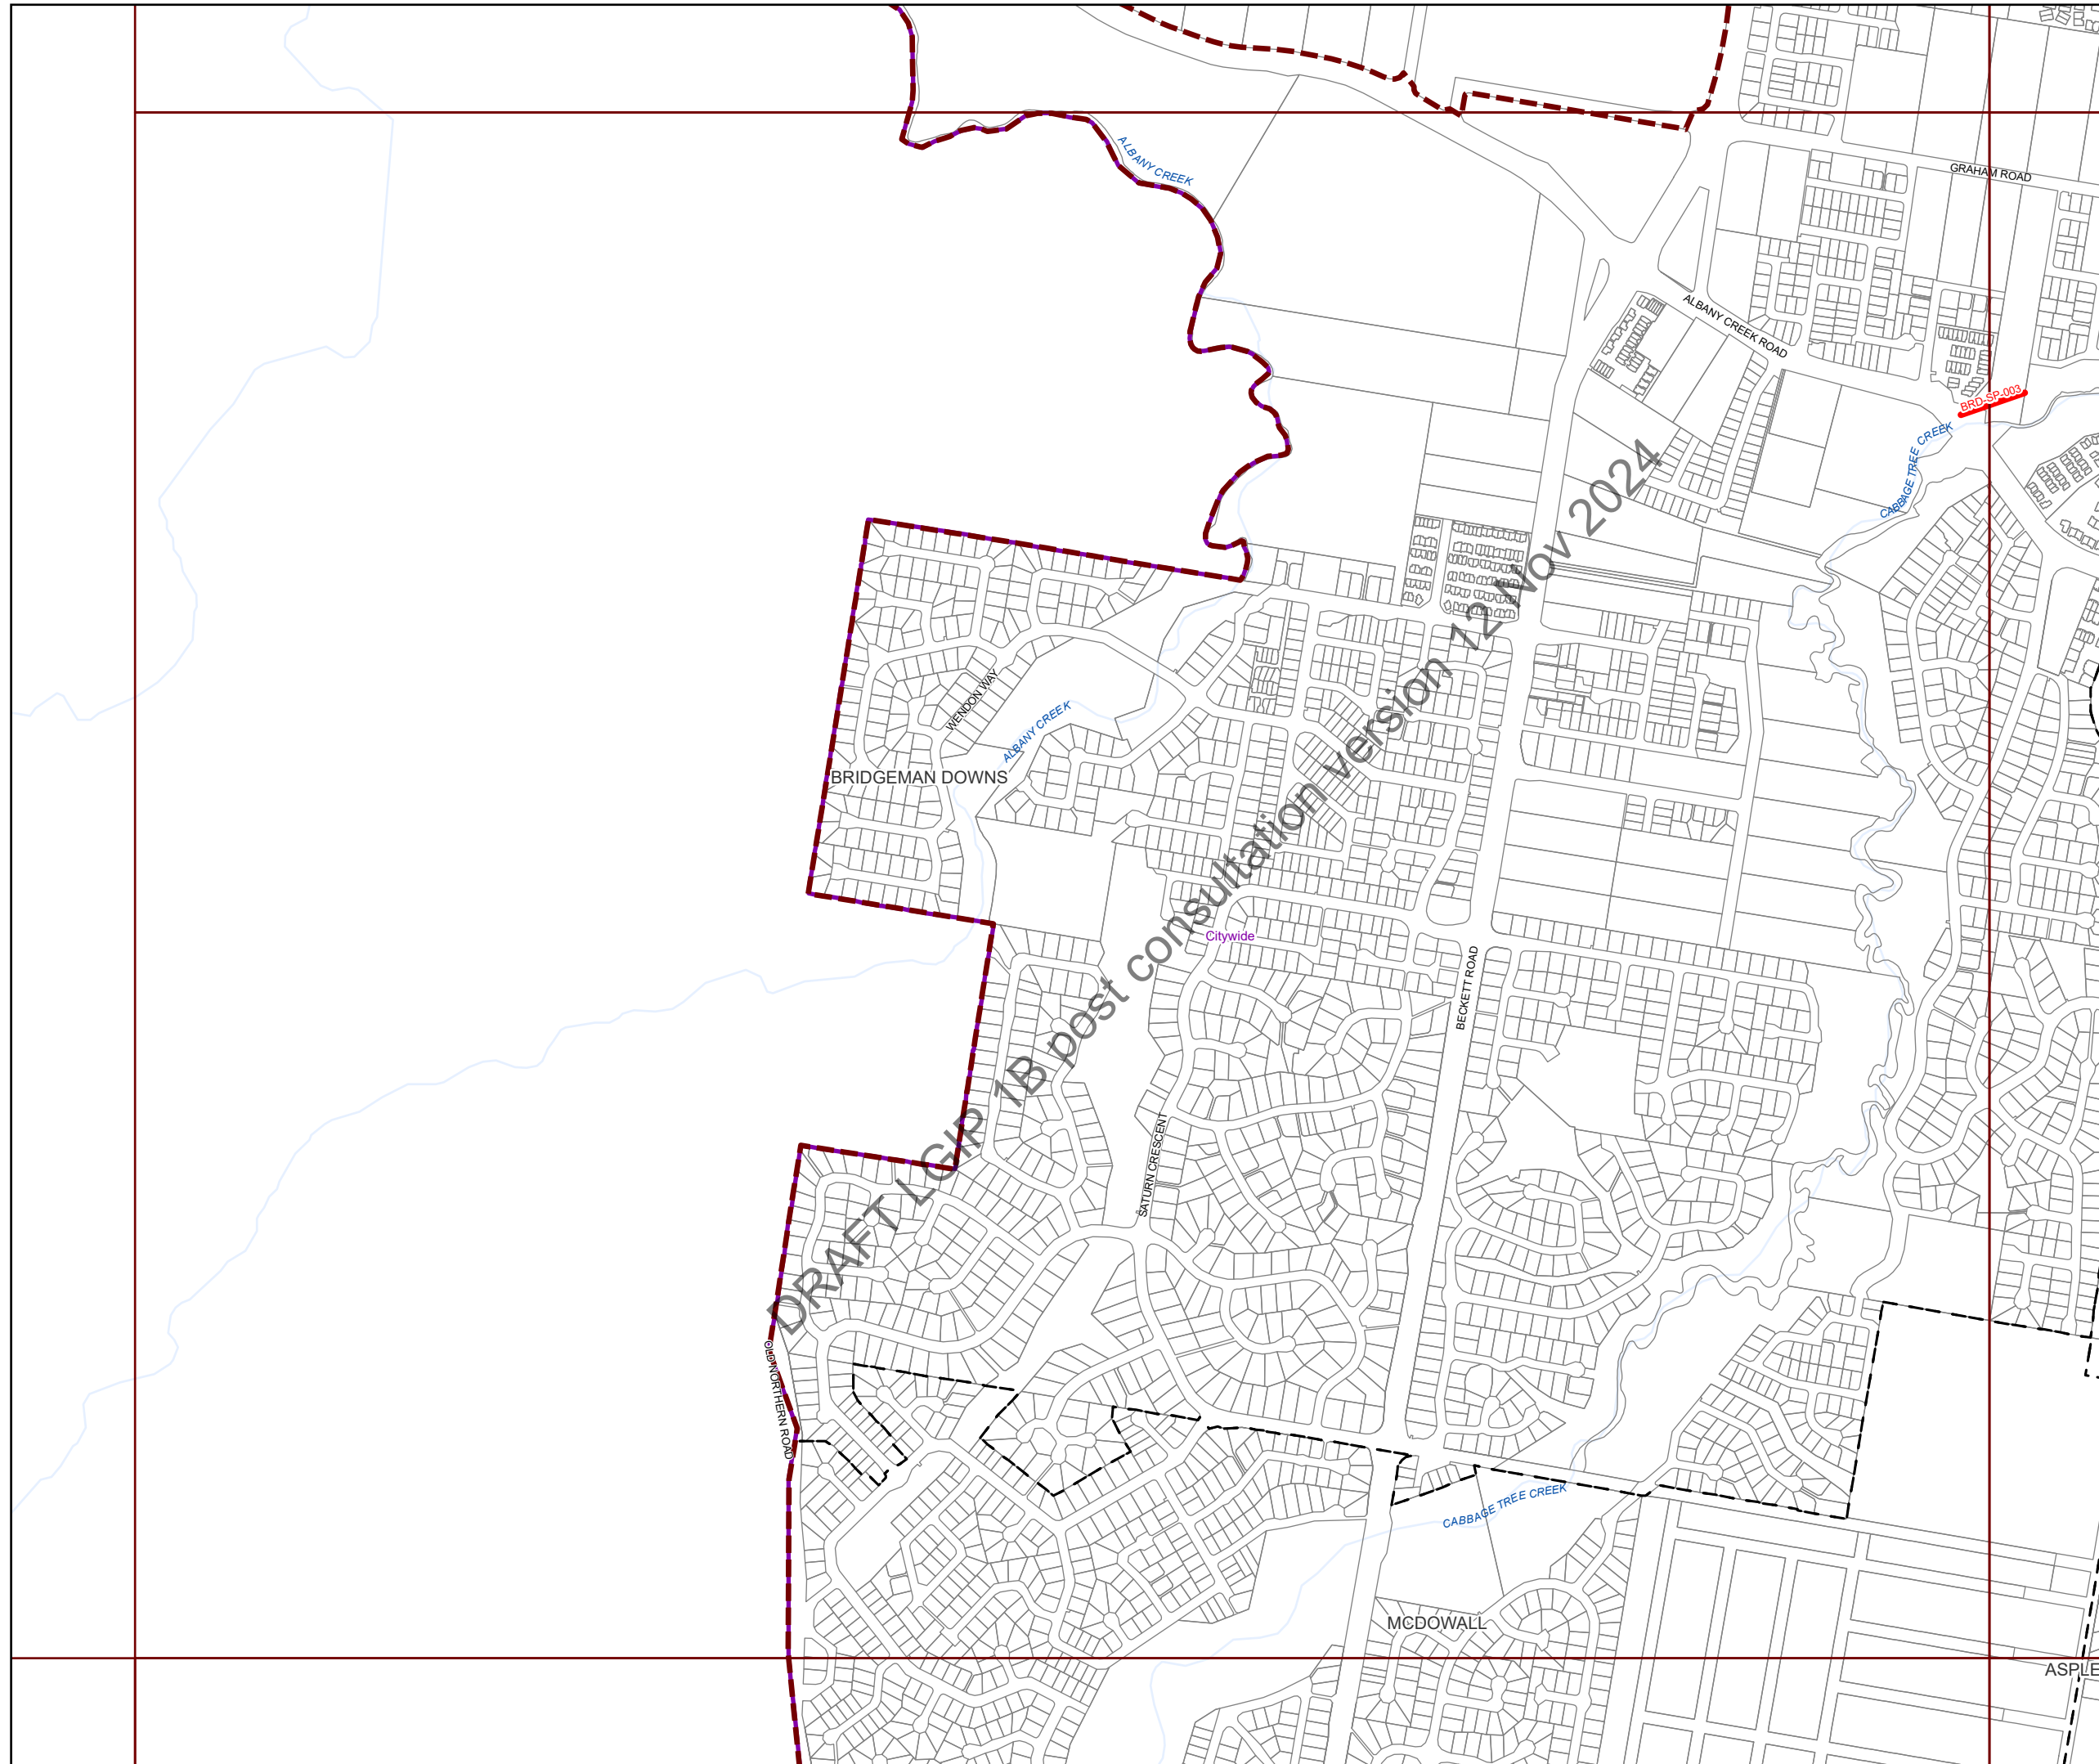 ALBANY CREEK
GRAHAM ROAD
ALBANY CREEK ROAD
BRD-SP-003
CABBAGE TREE CREEK
WENDON WAY
ALBANY CREEK
BRIDGEMAN DOWNS
Citywide
BECKETT ROAD
SATURN CRESCENT
DRAFT LGIP 1B post consultation version 12 Nov 2024
OLD NORTHERN ROAD
CABBAGE TREE CREEK
MCDOWALL
ASPLE